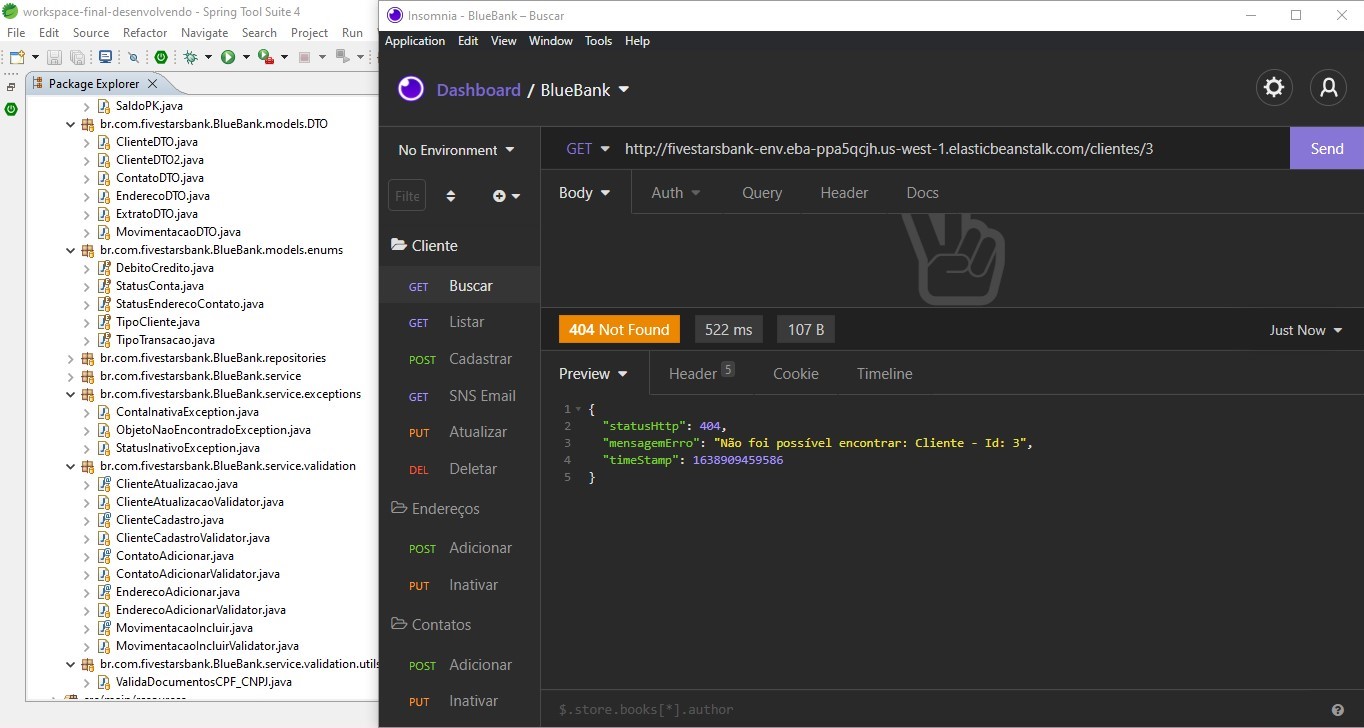 workspace-final-desenvolvendo - Spring Tool Suite 4
File Edit Source Refactor Navigate Search Project Run
Package Explorer
SaldoPK.java
br.com.fivestarsbank.BlueBank.models.DTO
ClienteDTO.java
ClienteDTO2.java
ContatoDTO.java
EnderecoDTO.java
ExtratoDTO.java
MovimentacaoDTO.java
br.com.fivestarsbank.BlueBank.models.enums
DebitoCredito.java
StatusConta.java
StatusEnderecoContato.java
TipoCliente.java
TipoTransacao.java
br.com.fivestarsbank.BlueBank.repositories
br.com.fivestarsbank.BlueBank.service
br.com.fivestarsbank.BlueBank.service.exceptions
ContaInativaException.java
ObjetoNaoEncontradoException.java
StatusInativoException.java
br.com.fivestarsbank.BlueBank.service.validation
ClienteAtualizacao.java
ClienteAtualizacaoValidator.java
ClienteCadastro.java
ClienteCadastroValidator.java
ContatoAdicionar.java
ContatoAdicionarValidator.java
EnderecoAdicionar.java
EnderecoAdicionarValidator.java
MovimentacaoIncluir.java
MovimentacaoIncluirValidator.java
br.com.fivestarsbank.BlueBank.service.validation.utils
ValidaDocumentosCPF_CNPJ.java
src/main/resources
Insomnia - BlueBank – Buscar
Application Edit View Window Tools Help
Dashboard / BlueBank
No Environment
Filte
Cliente
GET Buscar
GET Listar
POST Cadastrar
GET SNS Email
PUT Atualizar
DEL Deletar
Endereços
POST Adicionar
PUT Inativar
Contatos
POST Adicionar
PUT Inativar
GET http://fivestarsbank-env.eba-ppa5qcjh.us-west-1.elasticbeanstalk.com/clientes/3 Send
Body Auth Query Header Docs
404 Not Found 522 ms 107 B Just Now
Preview Header 5 Cookie Timeline
1 {
2 "statusHttp": 404,
3 "mensagemErro": "Não foi possível encontrar: Cliente - Id: 3",
4 "timeStamp": 1638909459586
5 }
$.store.books[*].author